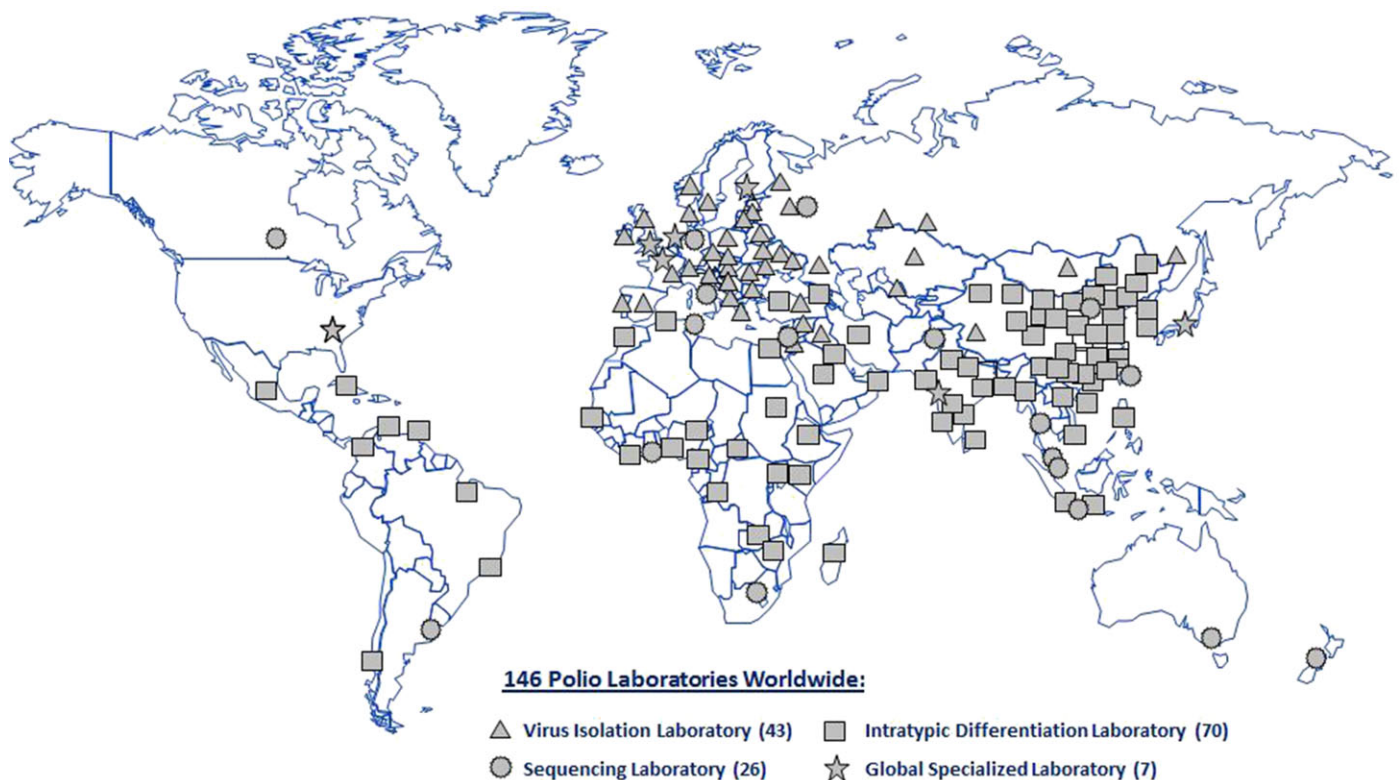 146 Polio Laboratories Worldwide:
Virus Isolation Laboratory (43) Intratypic Differentiation Laboratory (70)
Sequencing Laboratory (26) Global Specialized Laboratory (7)